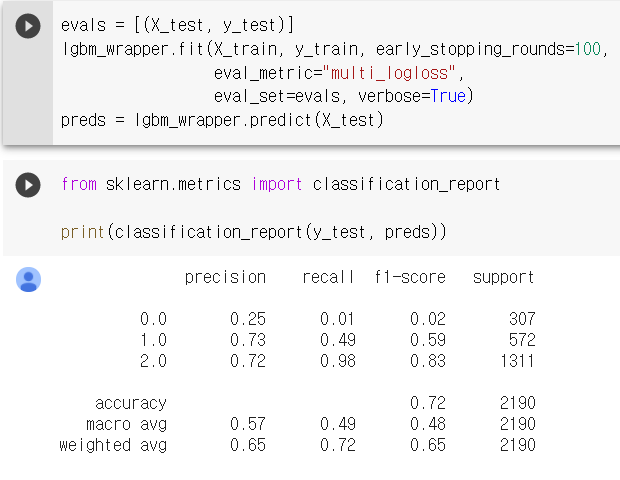 evals = [(X_test, y_test)]
lgbm_wrapper.fit(X_train, y_train, early_stopping_rounds=100,
                 eval_metric="multi_logloss",
                 eval_set=evals, verbose=True)
preds = lgbm_wrapper.predict(X_test)
from sklearn.metrics import classification_report
print(classification_report(y_test, preds))
              precision    recall  f1-score   support
         0.0       0.25      0.01      0.02       307
         1.0       0.73      0.49      0.59       572
         2.0       0.72      0.98      0.83      1311
    accuracy                           0.72      2190
   macro avg       0.57      0.49      0.48      2190
weighted avg       0.65      0.72      0.65      2190